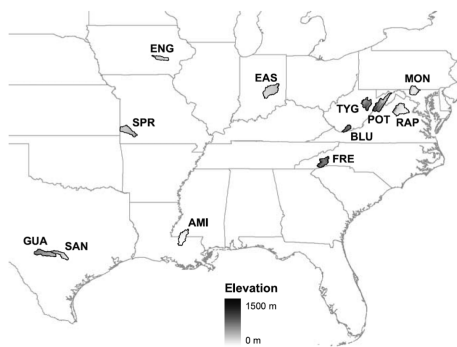 ENG
EAS
MON
TYG
POT
RAP
SPR
BLU
FRE
AMI
GUA
SAN
Elevation
1500 m
0 m